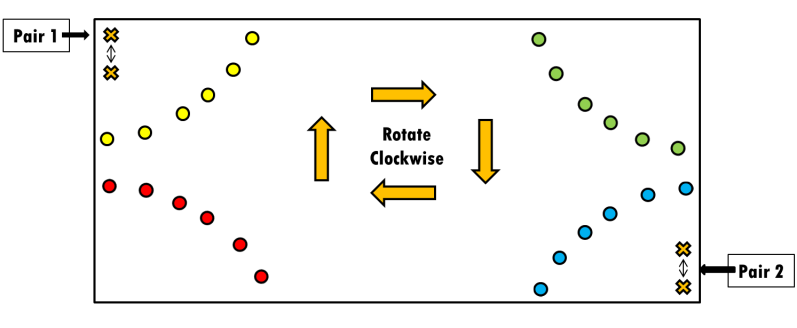 Pair 1
Rotate
Clockwise
Pair 2